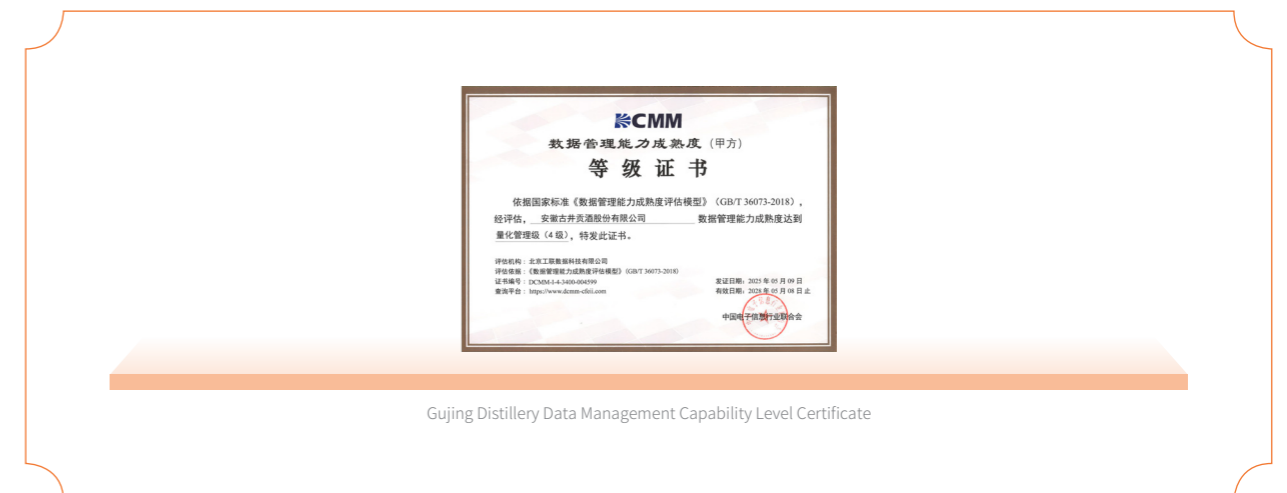 DCMM
数据管理能力成熟度（甲方）
等级证书
依据国家标准《数据管理能力成熟度评估模型》（GB/T 36073-2018），
经评估，安徽古井贡酒股份有限公司 数据管理能力成熟度达到
量化管理级（4 级），特发此证书。
评估机构：北京工联数据科技有限公司
评估依据：《数据管理能力成熟度评估模型》（GB/T 36073-2018）
证书编号：DCMM-I-4-3400-004599
查询平台：https://www.dcmm-cfeii.com
发证日期：2025 年 05 月 09 日
有效日期：2028 年 05 月 08 日 止
中国电子信息行业联合会
Gujing Distillery Data Management Capability Level Certificate